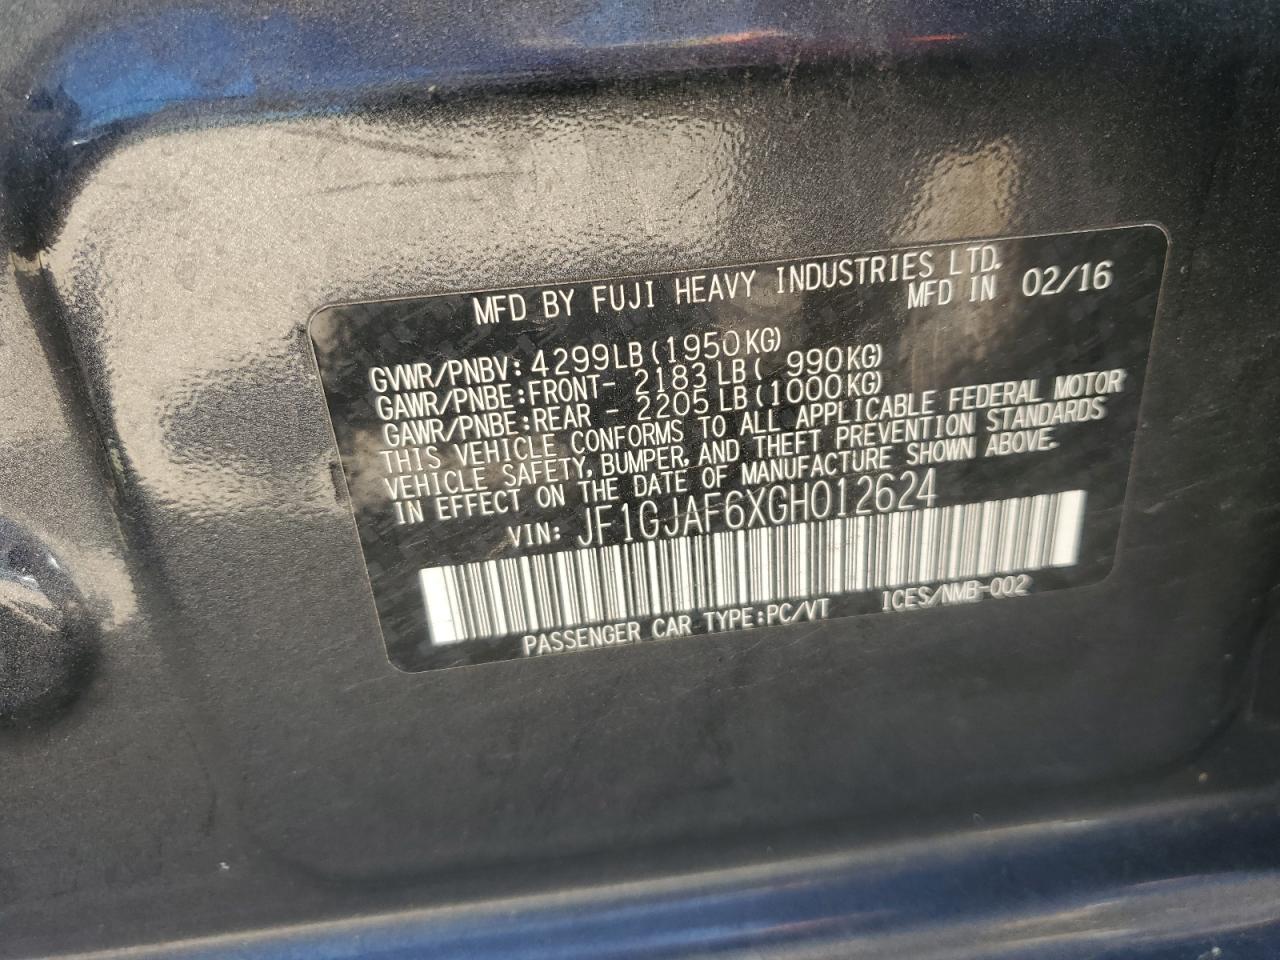 MFD BY FUJI HEAVY INDUSTRIES LTD.
MFD IN 02/16
GVWR/PNBV: 4299LB(1950KG)
GAWR/PNBE:FRONT- 2183LB( 990KG)
GAWR/PNBE:REAR - 2205LB(1000KG)
THIS VEHICLE CONFORMS TO ALL APPLICABLE FEDERAL MOTOR
VEHICLE SAFETY, BUMPER, AND THEFT PREVENTION STANDARDS
IN EFFECT ON THE DATE OF MANUFACTURE SHOWN ABOVE.
VIN: JF1GJAF6XGH012624
PASSENGER CAR TYPE:PC/VT ICES/NMB-002